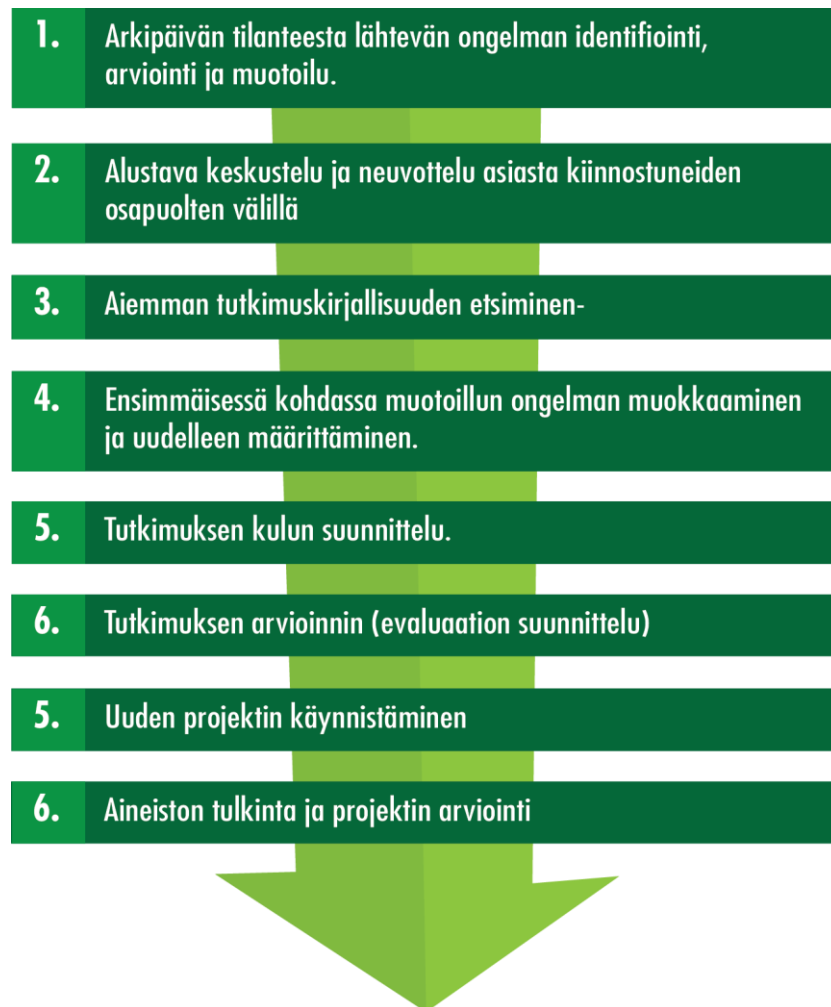 1. Arkipäivän tilanteesta lähtevän ongelman identifiointi,
arviointi ja muotoilu.
2. Alustava keskustelu ja neuvottelu asiasta kiinnostuneiden
osapuolten välillä
3. Aiemman tutkimuskirjallisuuden etsiminen-
4. Ensimmäisessä kohdassa muotoillun ongelman muokkaaminen
ja uudelleen määrittäminen.
5. Tutkimuksen kulun suunnittelu.
6. Tutkimuksen arvioinnin (evaluaation suunnittelu)
5. Uuden projektin käynnistäminen
6. Aineiston tulkinta ja projektin arviointi